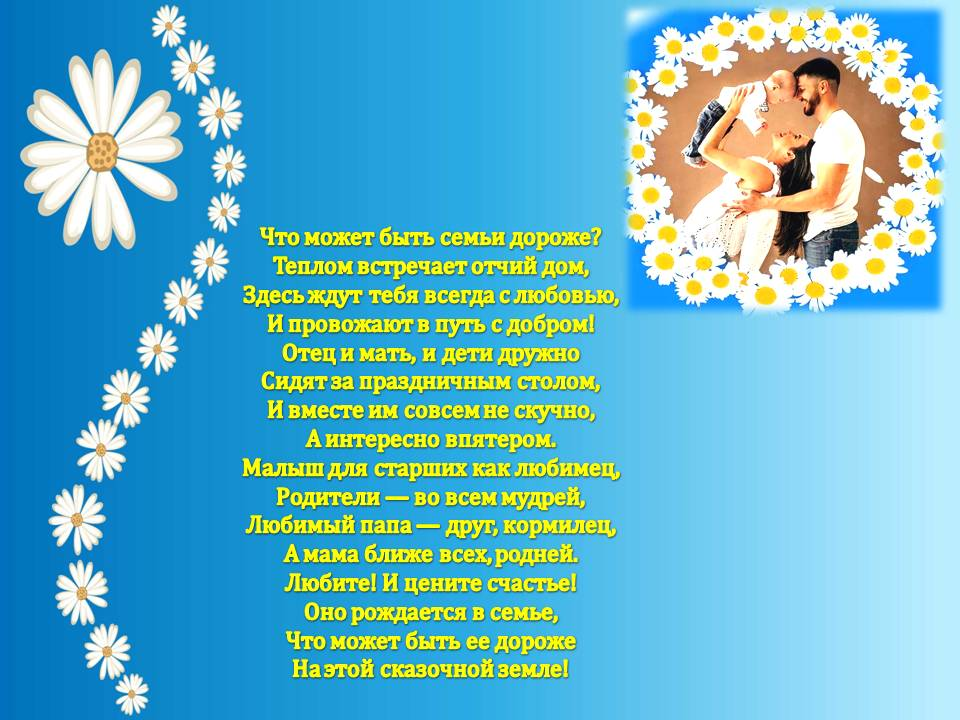 Что может быть семьи дороже?
Теплом встречает отчий дом,
Здесь ждут тебя всегда с любовью,
И провожают в путь с добром!
Отец и мать, и дети дружно
Сидят за праздничным столом,
И вместе им совсем не скучно,
А интересно впятером.
Малыш для старших как любимец,
Родители — во всем мудрей,
Любимый папа — друг, кормилец,
А мама ближе всех, родней.
Любите! И цените счастье!
Оно рождается в семье,
Что может быть ее дороже
На этой сказочной земле!